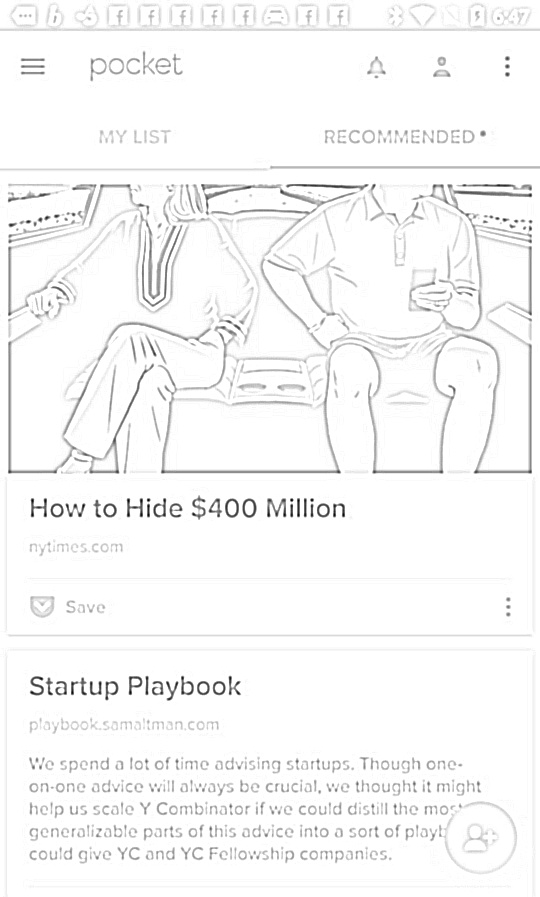 6:47
pocket
MY LIST
RECOMMENDED
How to Hide $400 Million
nytimes.com
Save
Startup Playbook
playbook.samaltman.com
We spend a lot of time advising startups. Though one-
on-one advice will always be crucial, we thought it might
help us scale Y Combinator if we could distill the most
generalizable parts of this advice into a sort of
could give YC and YC Fellowship companies.